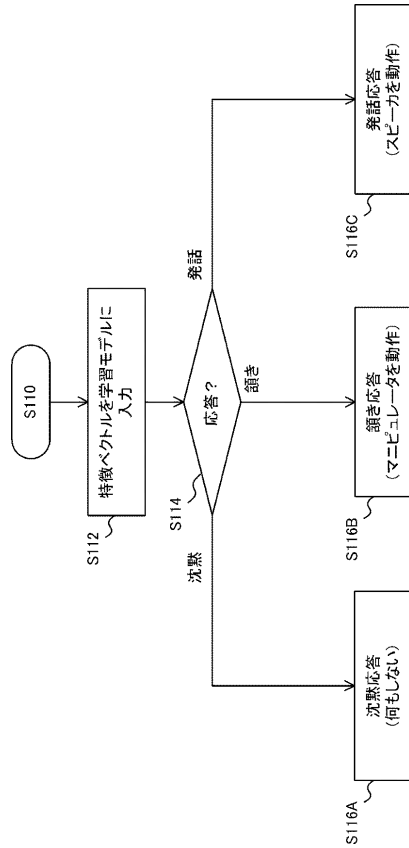 S110
特徴ベクトルを学習モデルに
入力
S112
応答?
S114
沈黙
頷き
発話
沈黙応答
(何もしない)
S116A
頷き応答
(マニピュレータを動作)
S116B
発話応答
(スピーカを動作)
S116C